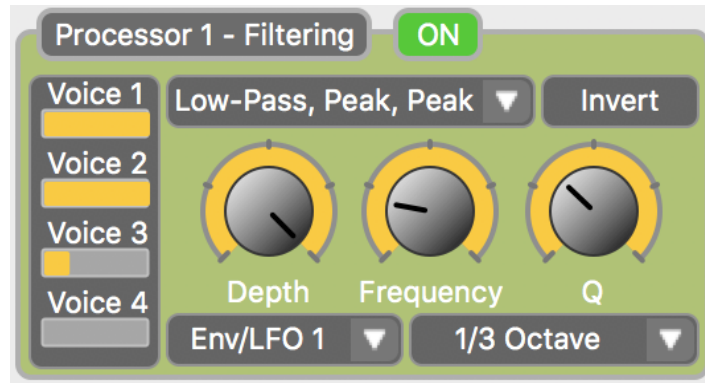 Processor 1 - Filtering
ON
Voice 1
Voice 2
Voice 3
Voice 4
Low-Pass, Peak, Peak
Invert
Depth
Frequency
Q
Env/LFO 1
1/3 Octave